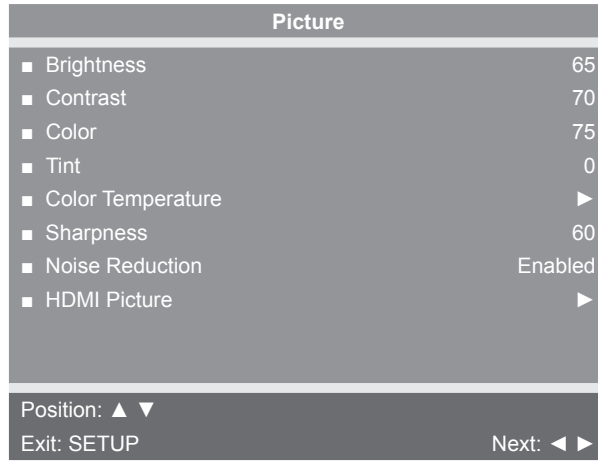 Picture
■ Brightness 65
■ Contrast 70
■ Color 75
■ Tint 0
■ Color Temperature ►
■ Sharpness 60
■ Noise Reduction Enabled
■ HDMI Picture ►
Position: ▲ ▼
Exit: SETUP Next: ◄ ►